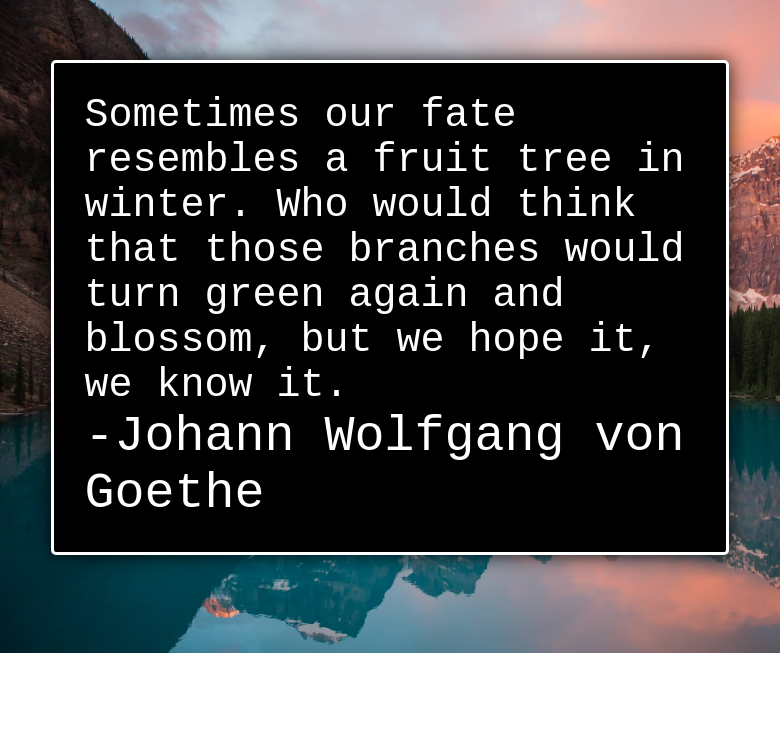 Sometimes our fate
resembles a fruit tree in
winter. Who would think
that those branches would
turn green again and
blossom, but we hope it,
we know it.
-Johann Wolfgang von
Goethe